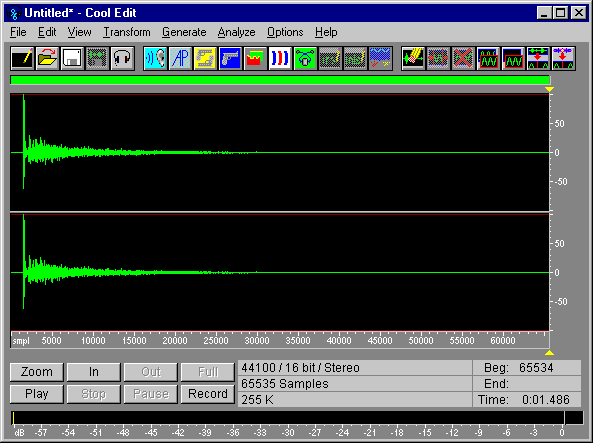 Untitled* - Cool Edit
File Edit View Transform Generate Analyze Options Help
AP
50
0
-50
50
0
-50
smpl 5000 10000 15000 20000 25000 30000 35000 40000 45000 50000 55000 60000
Zoom In Out Full
44100 / 16 bit / Stereo
Beg: 65534
65535 Samples
End:
Play Stop Pause Record
255 K
Time: 0:01.486
dB -57 -54 -51 -48 -45 -42 -39 -36 -33 -30 -27 -24 -21 -18 -15 -12 -9 -6 -3 0